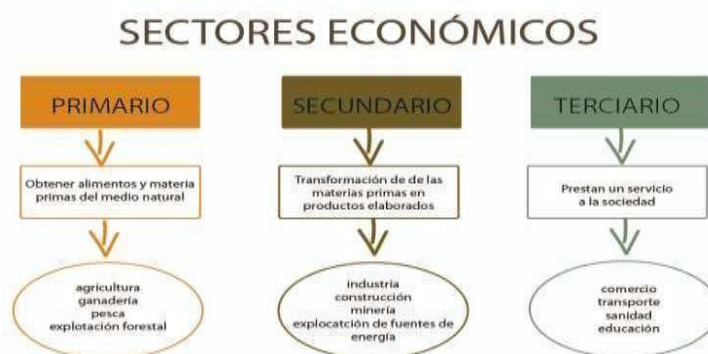 SECTORES ECONÓMICOS
PRIMARIO
Obtener alimentos y materia
primas del medio natural
agricultura
ganadería
pesca
explotación forestal
SECUNDARIO
Transformación de de las
materias primas en
productos elaborados
industria
construcción
minería
explocatción de fuentes de
energía
TERCIARIO
Prestan un servicio
a la sociedad
comercio
transporte
sanidad
educación